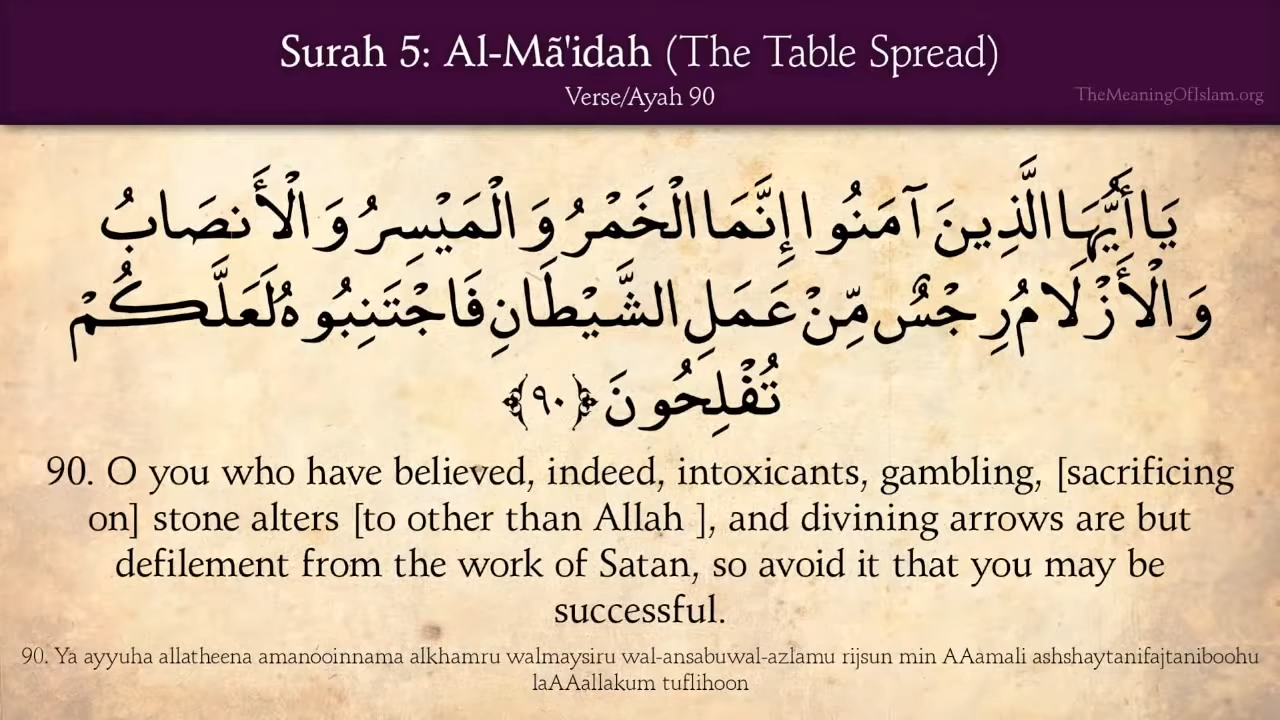 Surah 5: Al-Mã'idah (The Table Spread)
Verse/Ayah 90
TheMeaningOfIslam.org
يَا أَيُّهَا الَّذِينَ آمَنُوا إِنَّمَا الْخَمْرُ وَالْمَيْسِرُ وَالْأَنصَابُ
وَالْأَزْلَامُ رِجْسٌ مِّنْ عَمَلِ الشَّيْطَانِ فَاجْتَنِبُوهُ لَعَلَّكُمْ
تُفْلِحُونَ ﴿٩٠﴾
90. O you who have believed, indeed, intoxicants, gambling, [sacrificing
on] stone alters [to other than Allah ], and divining arrows are but
defilement from the work of Satan, so avoid it that you may be
successful.
90. Ya ayyuha allatheena amanooinnama alkhamru walmaysiru wal-ansabuwal-azlamu rijsun min AAamali ashshaytanifajtaniboohu
laAAallakum tuflihoon